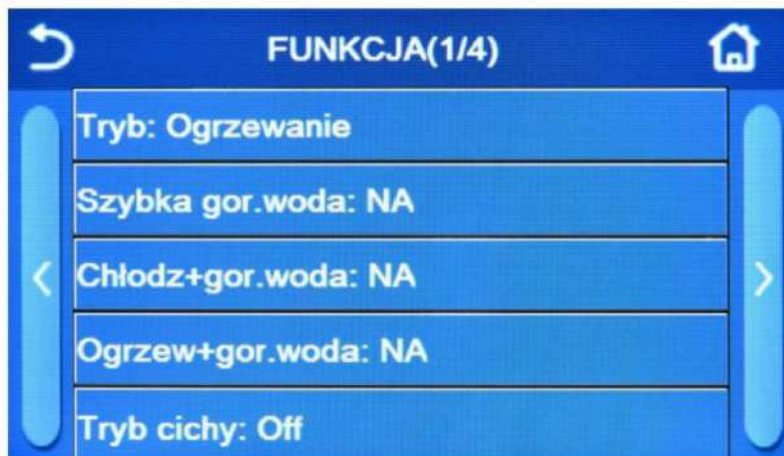 FUNKCJA(1/4)
Tryb: Ogrzewanie
Szybka gor.woda: NA
Chłodz+gor.woda: NA
Ogrzew+gor.woda: NA
Tryb cichy: Off